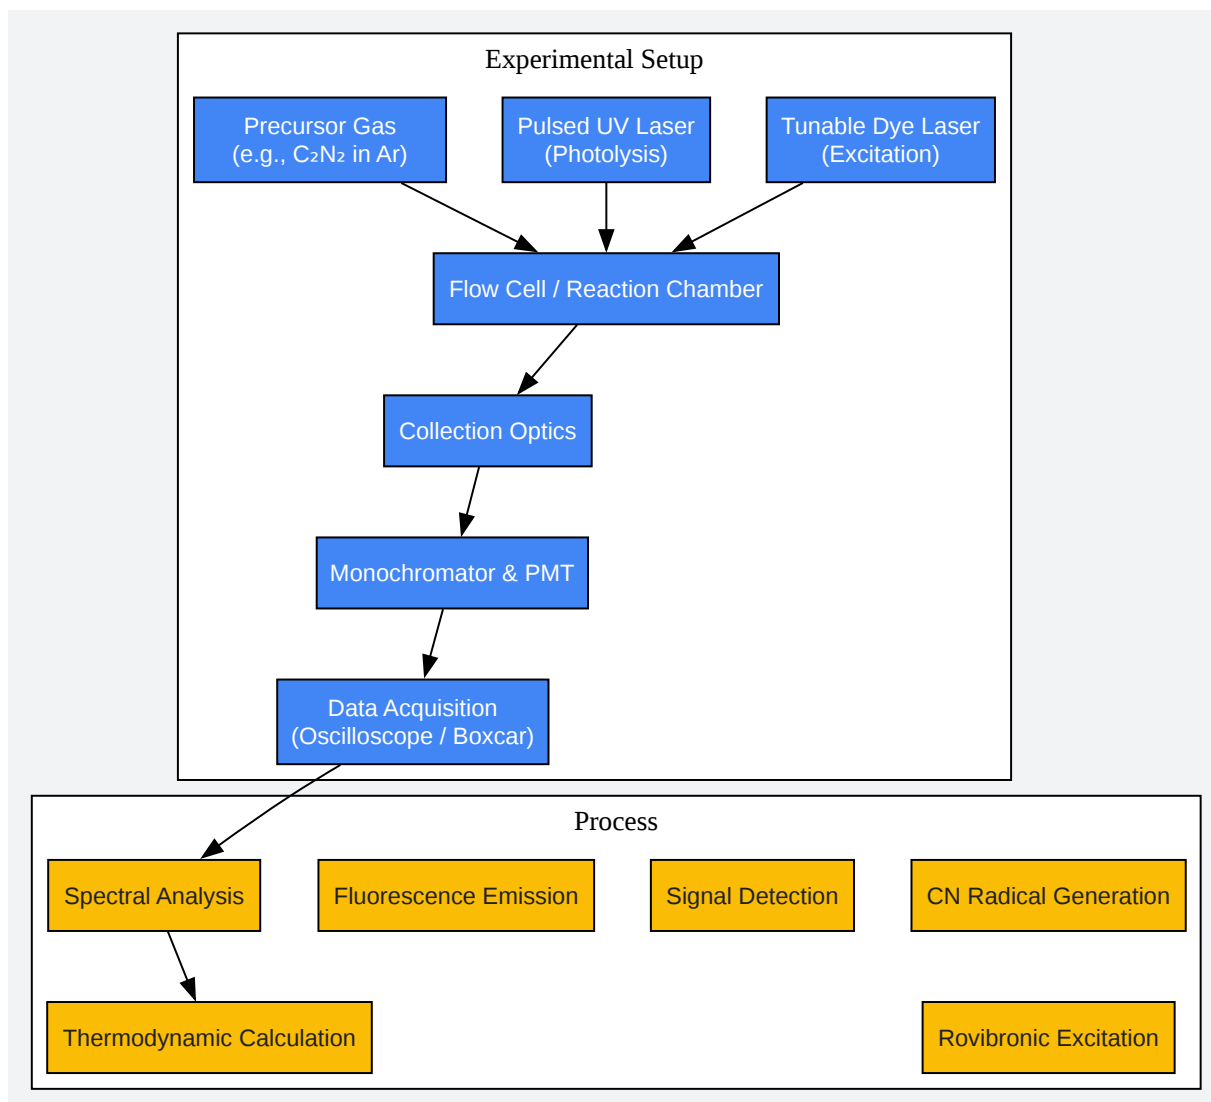 Experimental Setup
Precursor Gas
(e.g., C₂N₂ in Ar)
Pulsed UV Laser
(Photolysis)
Tunable Dye Laser
(Excitation)
Flow Cell / Reaction Chamber
Collection Optics
Monochromator & PMT
Data Acquisition
(Oscilloscope / Boxcar)
Process
Spectral Analysis
Fluorescence Emission
Signal Detection
CN Radical Generation
Thermodynamic Calculation
Rovibronic Excitation